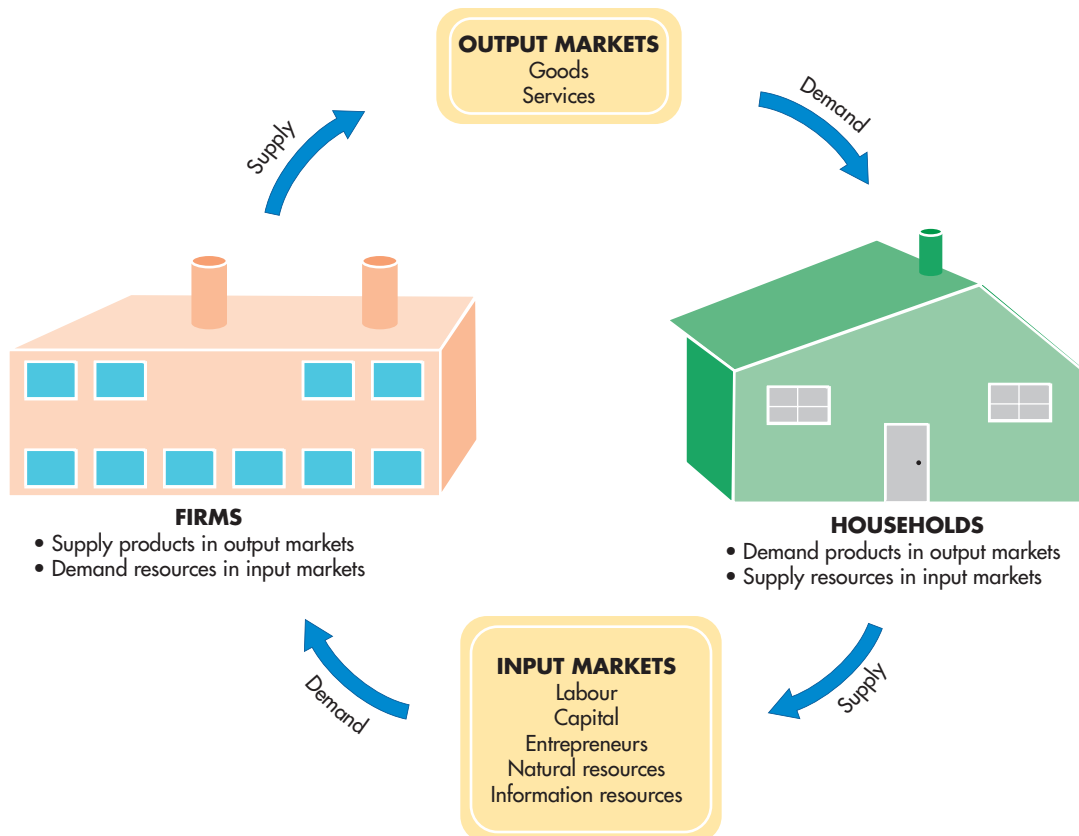 OUTPUT MARKETS
Goods
Services
Supply
Demand
FIRMS
• Supply products in output markets
• Demand resources in input markets
HOUSEHOLDS
• Demand products in output markets
• Supply resources in input markets
INPUT MARKETS
Labour
Capital
Entrepreneurs
Natural resources
Information resources
Demand
Supply